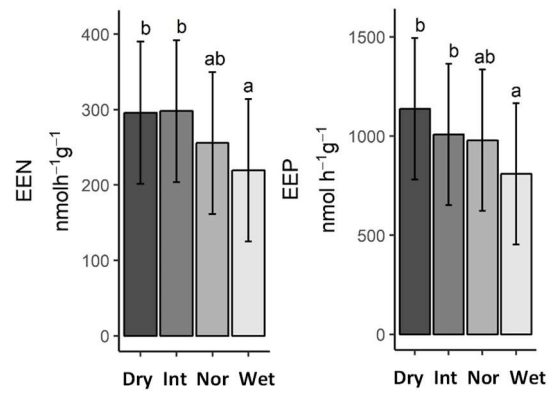 400
300
200
100
0
EEN
nmolh⁻¹g⁻¹
b
b
ab
a
Dry Int Nor Wet
1500
1000
500
0
EEP
nmol h⁻¹g⁻¹
b
b
ab
a
Dry Int Nor Wet